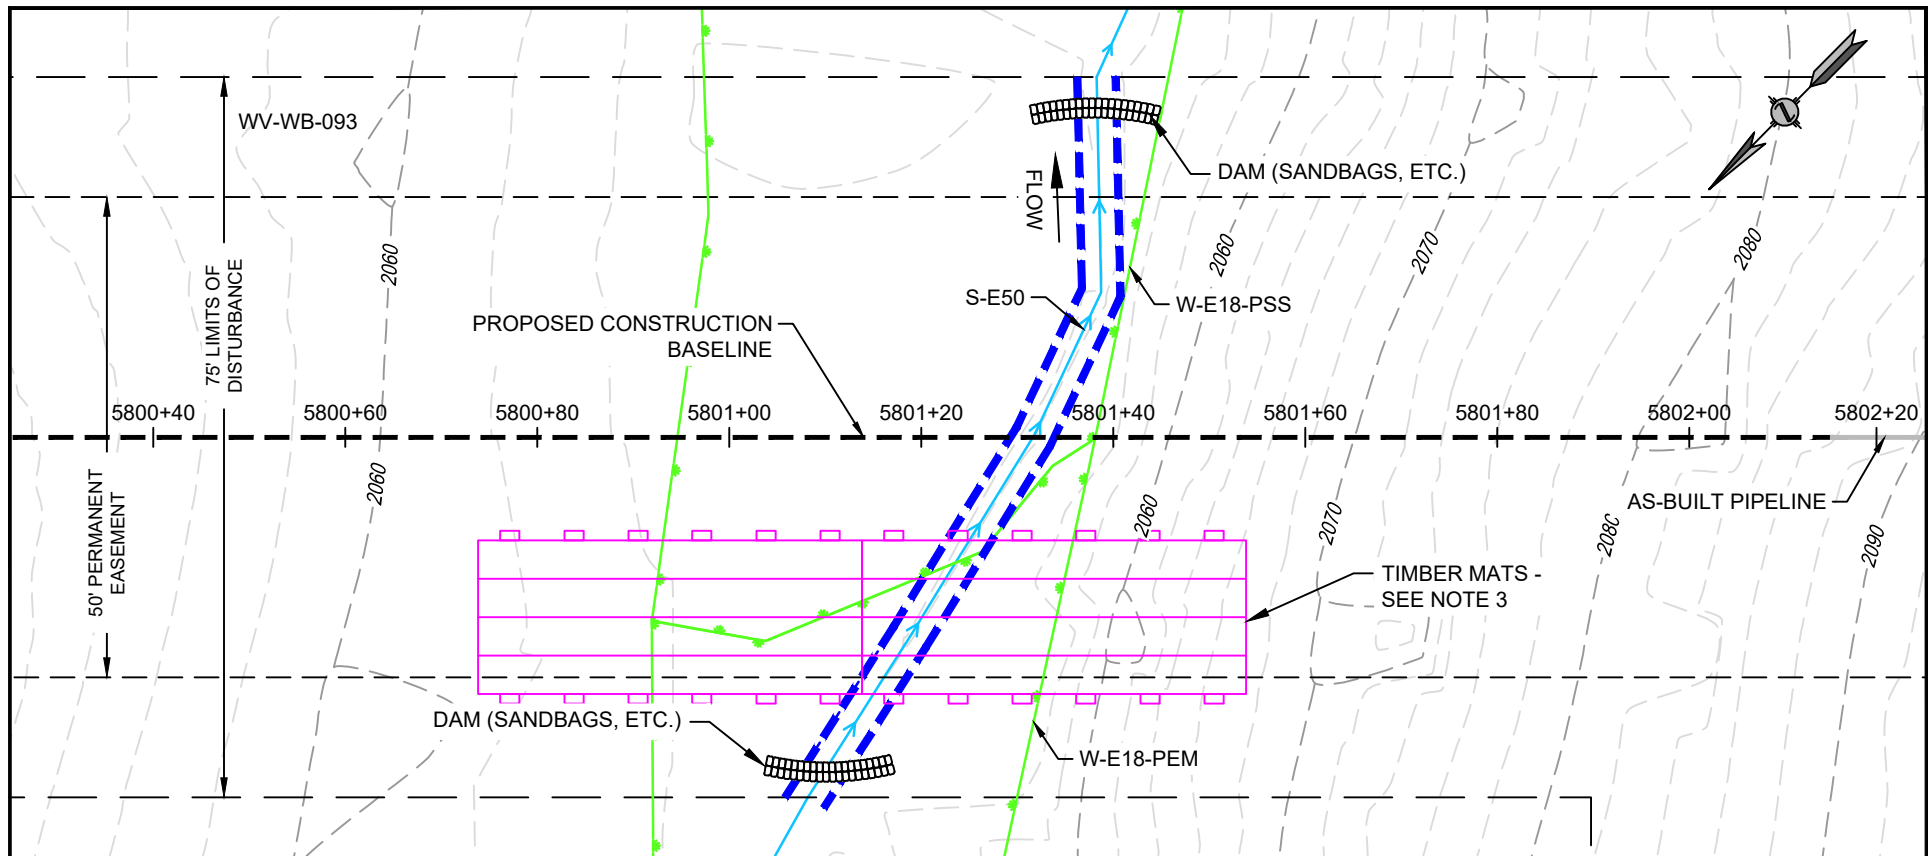 WV-WB-093
DAM (SANDBAGS, ETC.)
FLOW
75' LIMITS OF
DISTURBANCE
2060
2060
2070
2080
S-E50
W-E18-PSS
PROPOSED CONSTRUCTION
BASELINE
5800+40
5800+60
5800+80
5801+00
5801+20
5801+40
5801+60
5801+80
5802+00
5802+20
50' PERMANENT
EASEMENT
2060
2060
2070
2080
2090
AS-BUILT PIPELINE
TIMBER MATS -
SEE NOTE 3
DAM (SANDBAGS, ETC.)
W-E18-PEM